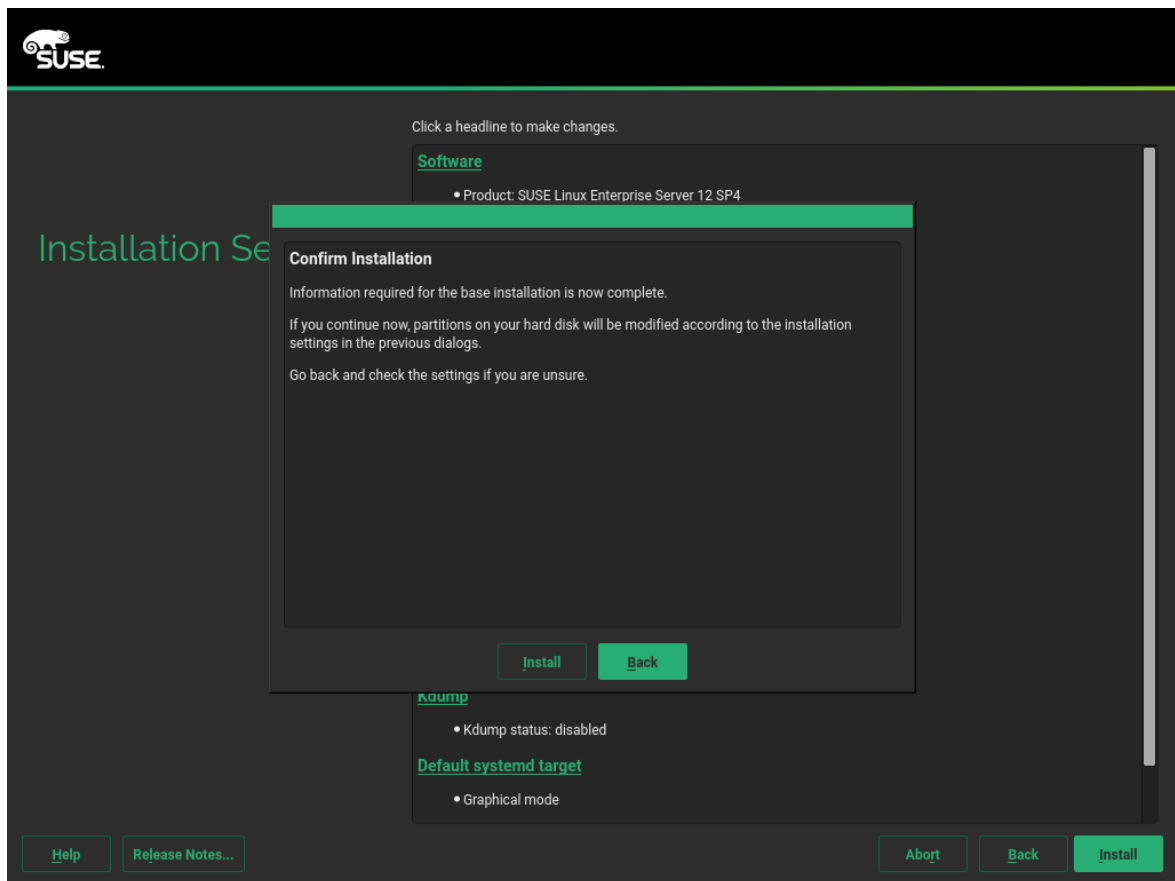 SUSE.
Click a headline to make changes.
Software
• Product: SUSE Linux Enterprise Server 12 SP4
Installation Se
Confirm Installation
Information required for the base installation is now complete.
If you continue now, partitions on your hard disk will be modified according to the installation
settings in the previous dialogs.
Go back and check the settings if you are unsure.
Install Back
Kdump
• Kdump status: disabled
Default systemd target
• Graphical mode
Help Release Notes... Abort Back Install